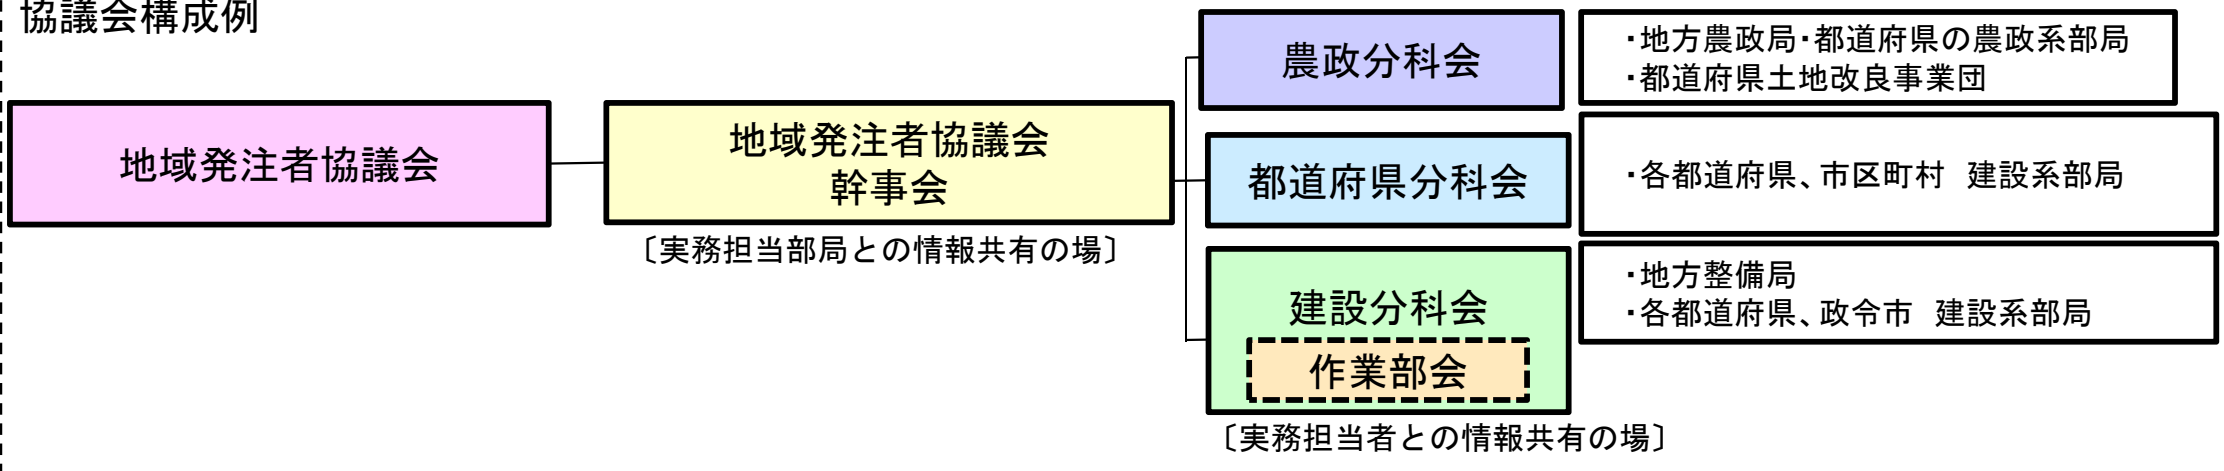 協議会構成例
地域発注者協議会
地域発注者協議会
幹事会
〔実務担当部局との情報共有の場〕
農政分科会
・地方農政局・都道府県の農政系部局
・都道府県土地改良事業団
都道府県分科会
・各都道府県、市区町村　建設系部局
建設分科会
作業部会
・地方整備局
・各都道府県、政令市　建設系部局
〔実務担当者との情報共有の場〕